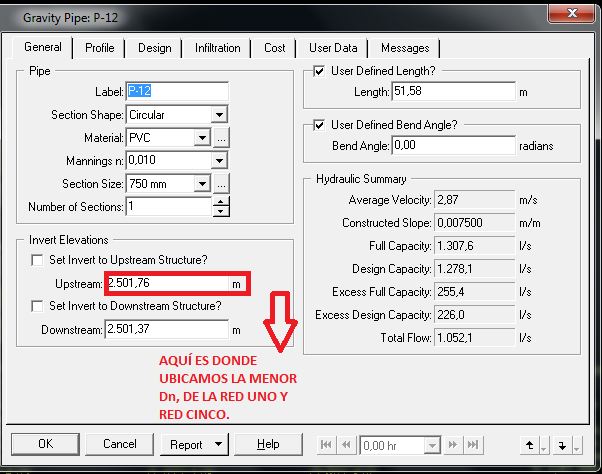 Gravity Pipe: P-12
General Profile Design Infiltration Cost User Data Messages
Pipe
Label: P-12
Section Shape: Circular
Material: PVC ...
Mannings n: 0,010
Section Size: 750 mm ...
Number of Sections: 1
Invert Elevations
Set Invert to Upstream Structure?
Upstream: 2.501,76 m
Set Invert to Downstream Structure?
Downstream: 2.501,37 m
User Defined Length?
Length: 51,58 m
User Defined Bend Angle?
Bend Angle: 0,00 radians
Hydraulic Summary
Average Velocity: 2,87 m/s
Constructed Slope: 0,007500 m/m
Full Capacity: 1.307,6 l/s
Design Capacity: 1.278,1 l/s
Excess Full Capacity: 255,4 l/s
Excess Design Capacity: 226,0 l/s
Total Flow: 1.052,1 l/s
AQUÍ ES DONDE
UBICAMOS LA MENOR
Dn, DE LA RED UNO Y
RED CINCO.
OK Cancel Report Help 0,00 hr